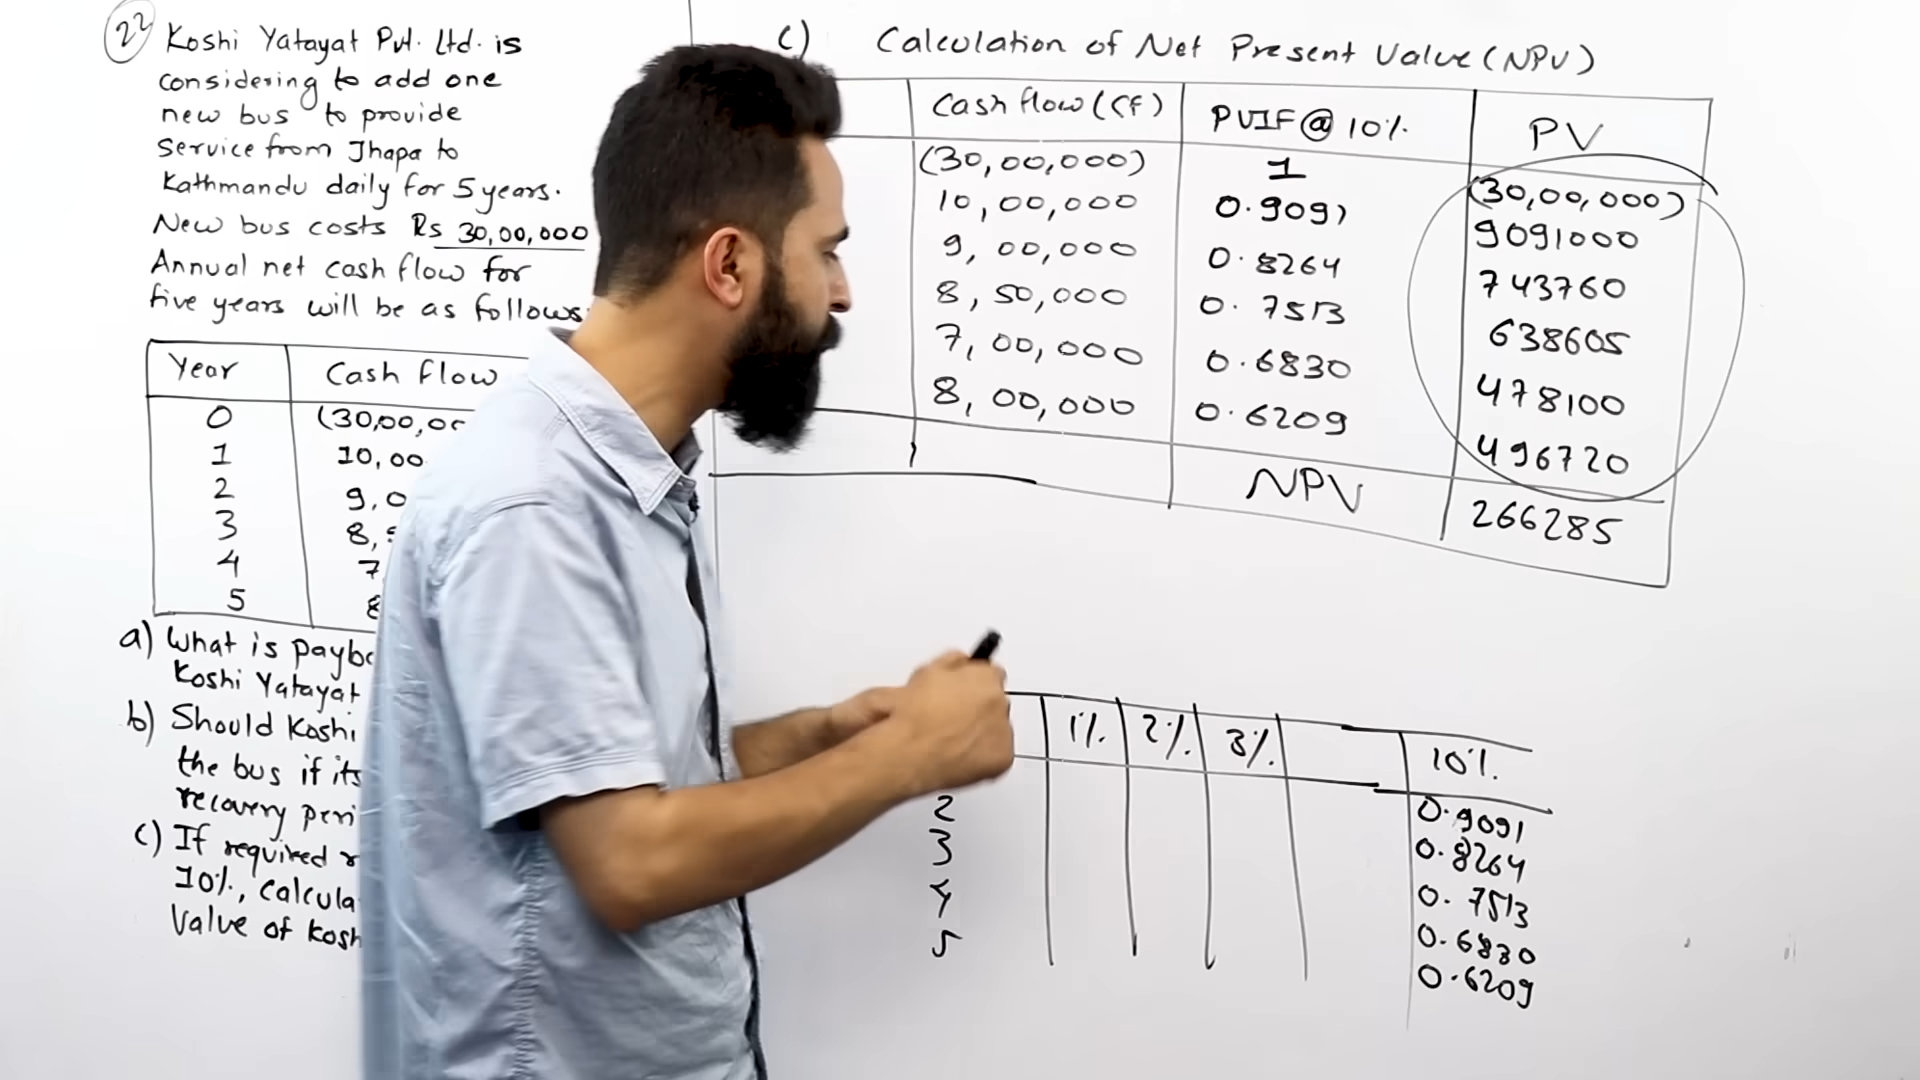 22
Koshi Yatayat Pvt. Ltd. is
considering to add one
new bus to provide
Service from Jhapa to
Kathmandu daily for 5 years.
New bus costs Rs 30,00,000
Annual net cash flow for
five years will be as follows:
Year Cash flow
0 (30,00,00
1 10,00
2 9,0
3 8,5
4 7,
5 8
a) What is payba
Koshi Yatayat
b) Should Koshi
the bus if its
recovery peri
c) If required r
10%, calcula
Value of Kosh
c) Calculation of Net Present Value (NPV)
Cash flow (CF) PVIF @ 10% PV
(30,00,000) 1 (30,00,000)
10,00,000 0.9091 9091000
9,00,000 0.8264 743760
8,50,000 0.7513 638605
7,00,000 0.6830 478100
8,00,000 0.6209 496720
NPV 266285
1% 2% 3% 10%
0.9091
2 0.8264
3 0.7513
4 0.6830
5 0.6209